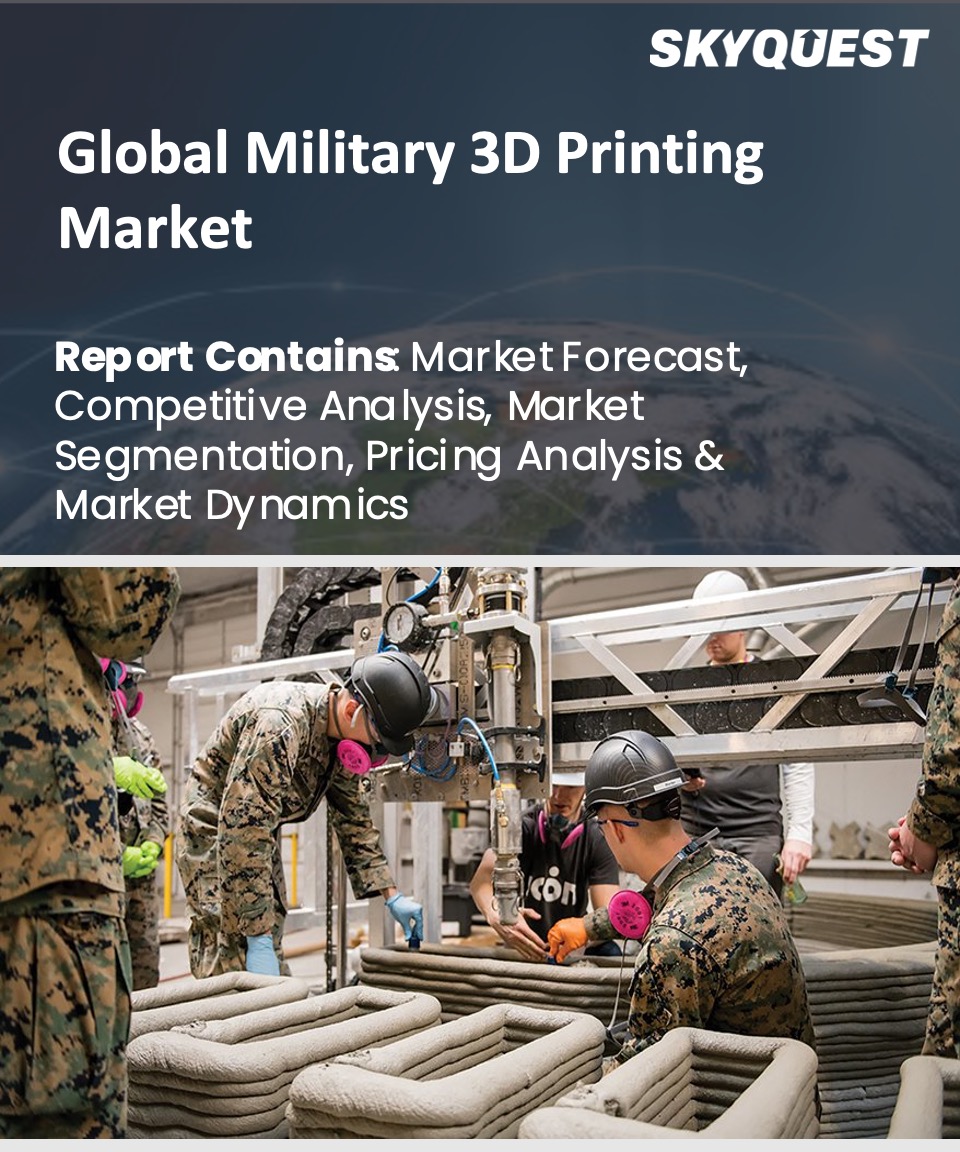 SKYQUEST
Global Military 3D Printing
Market
Report Contains: Market Forecast,
Competitive Analysis, Market
Segmentation, Pricing Analysis &
Market Dynamics
icon